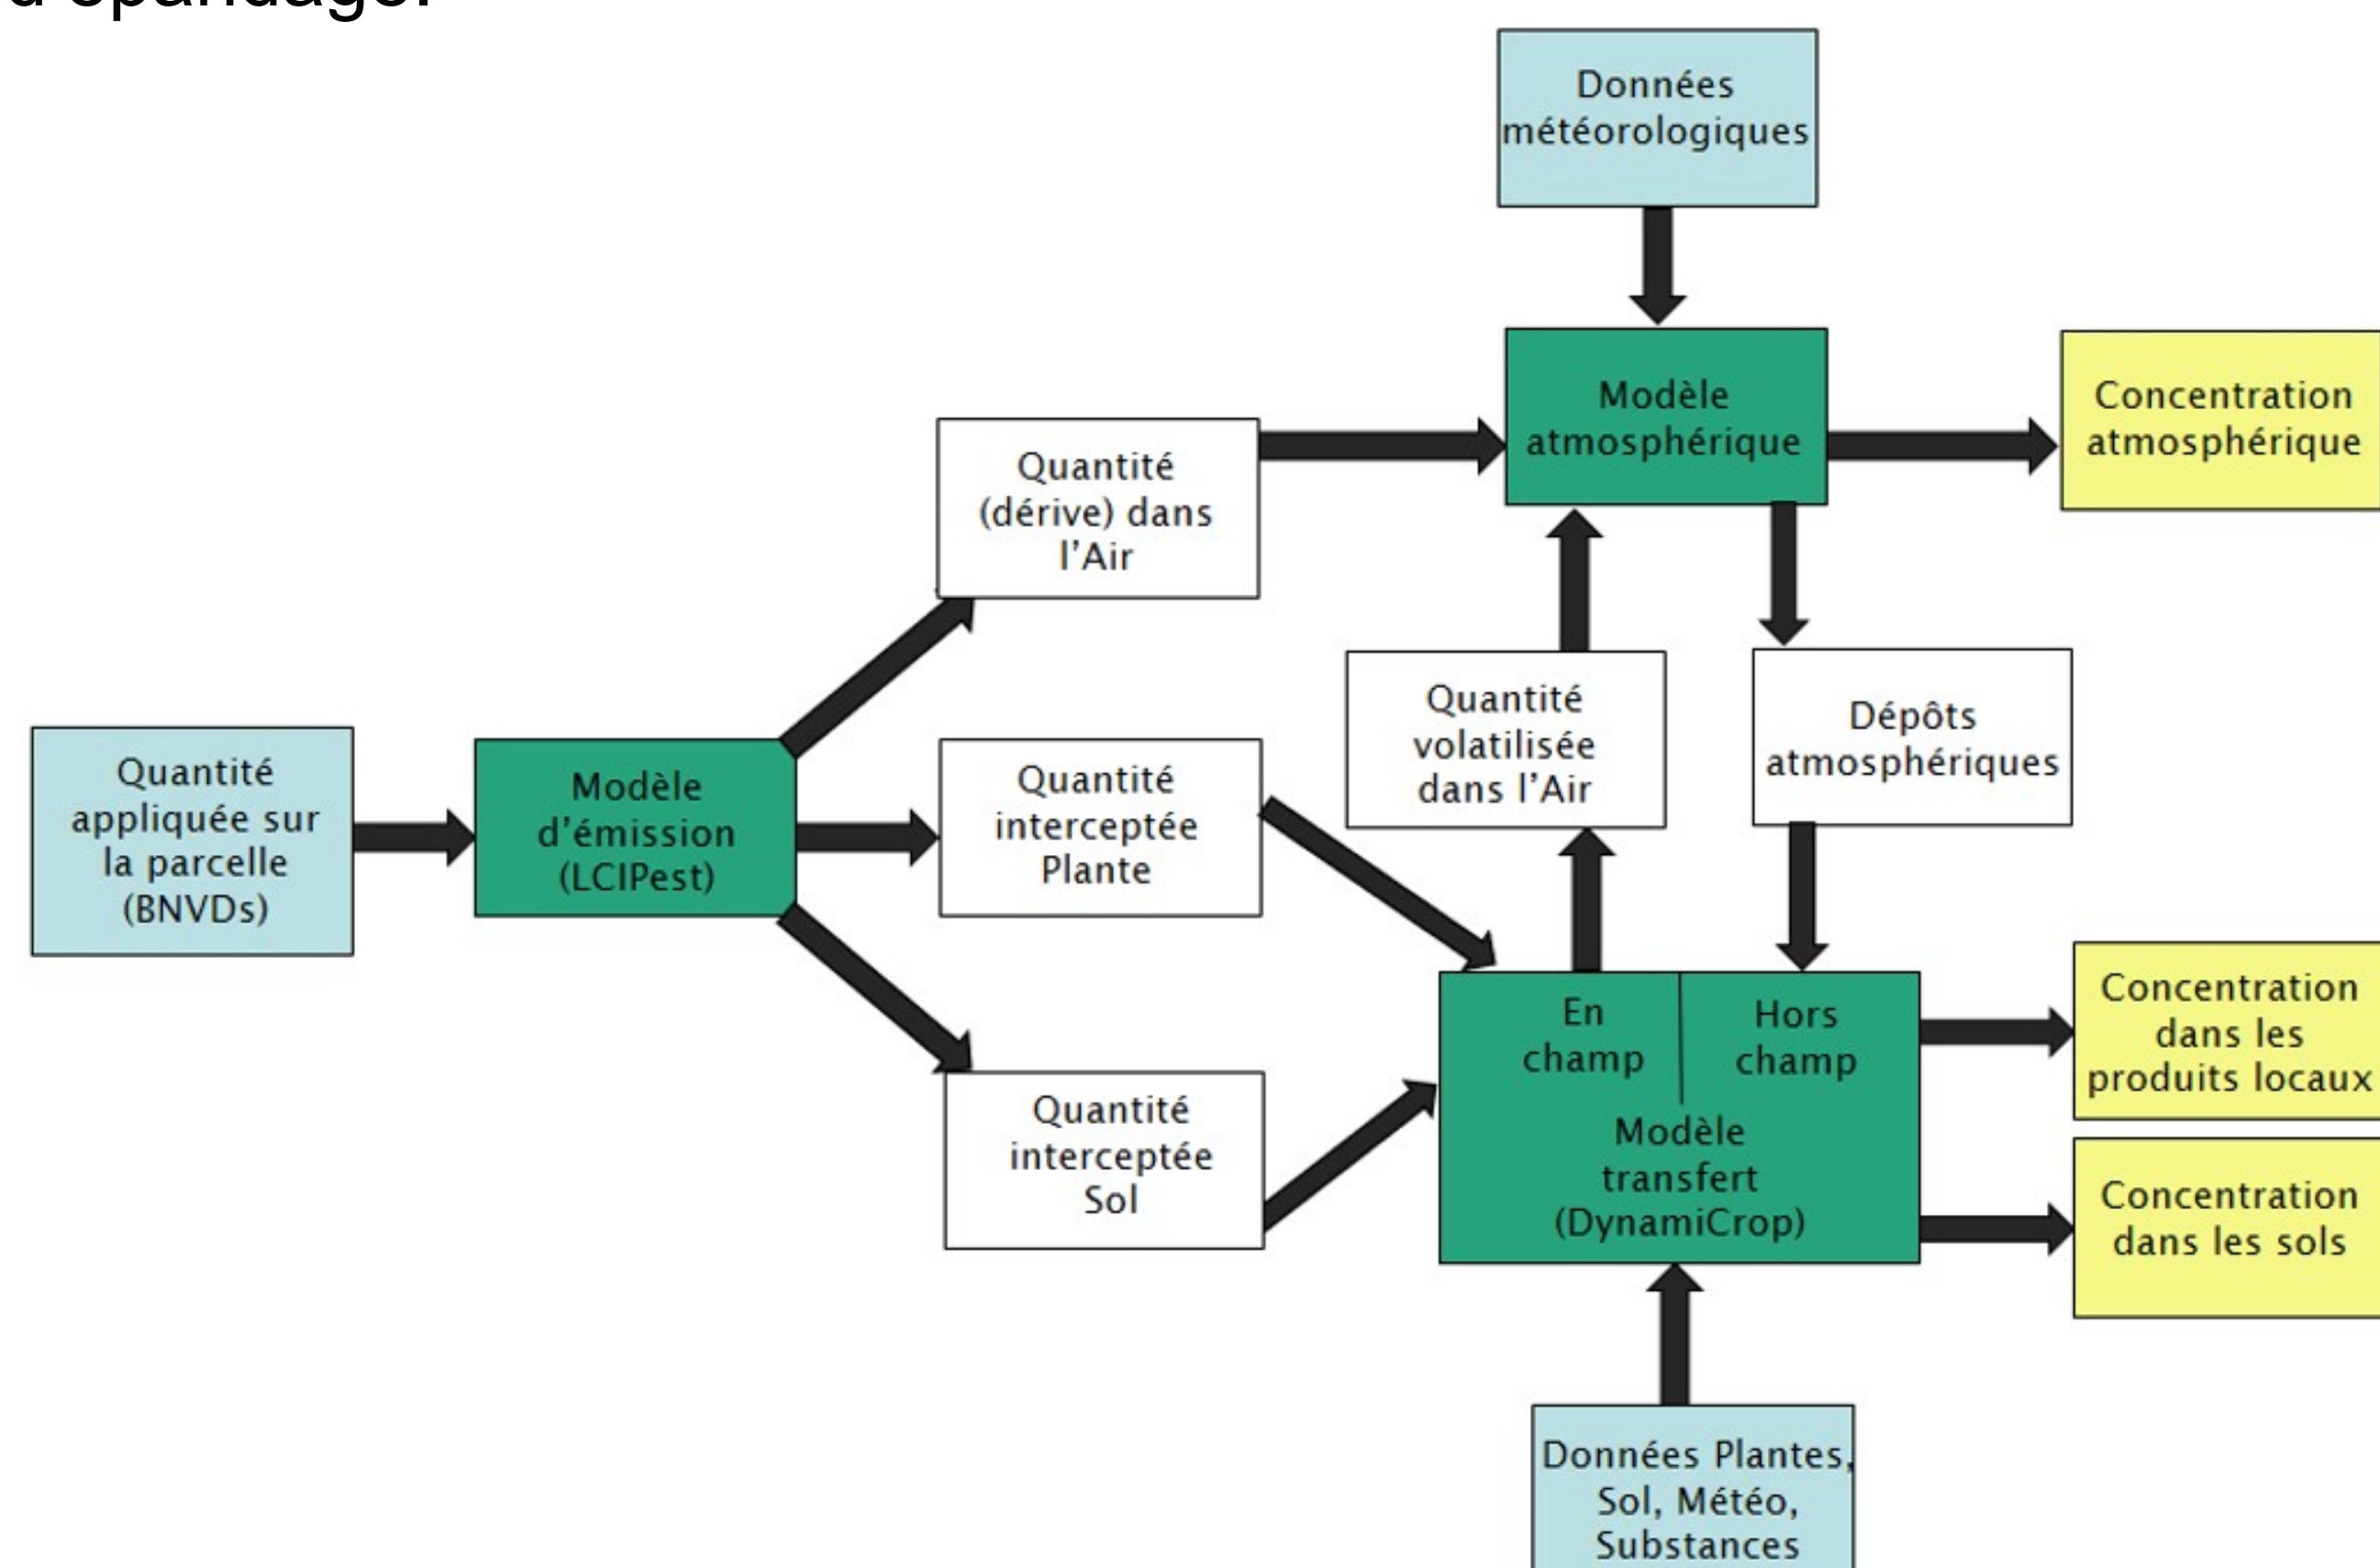 d'épandage.
Données
météorologiques
Modèle
atmosphérique
Concentration
atmosphérique
Quantité
(dérive) dans
l'Air
Quantité
volatilisée
dans l'Air
Dépôts
atmosphériques
Quantité
appliquée sur
la parcelle
(BNVDs)
Modèle
d'émission
(LCIPest)
Quantité
interceptée
Plante
En
champ
Hors
champ
Modèle
transfert
(DynamiCrop)
Concentration
dans les
produits locaux
Quantité
interceptée
Sol
Concentration
dans les sols
Données Plantes,
Sol, Météo,
Substances